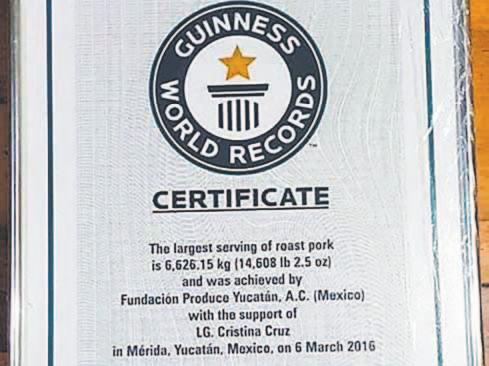 GUINNESS
WORLD RECORDS
™
CERTIFICATE
The largest serving of roast pork
is 6,626.15 kg (14,608 lb 2.5 oz)
and was achieved by
Fundación Produce Yucatán, A.C. (Mexico)
with the support of
LG. Cristina Cruz
in Mérida, Yucatán, Mexico, on 6 March 2016